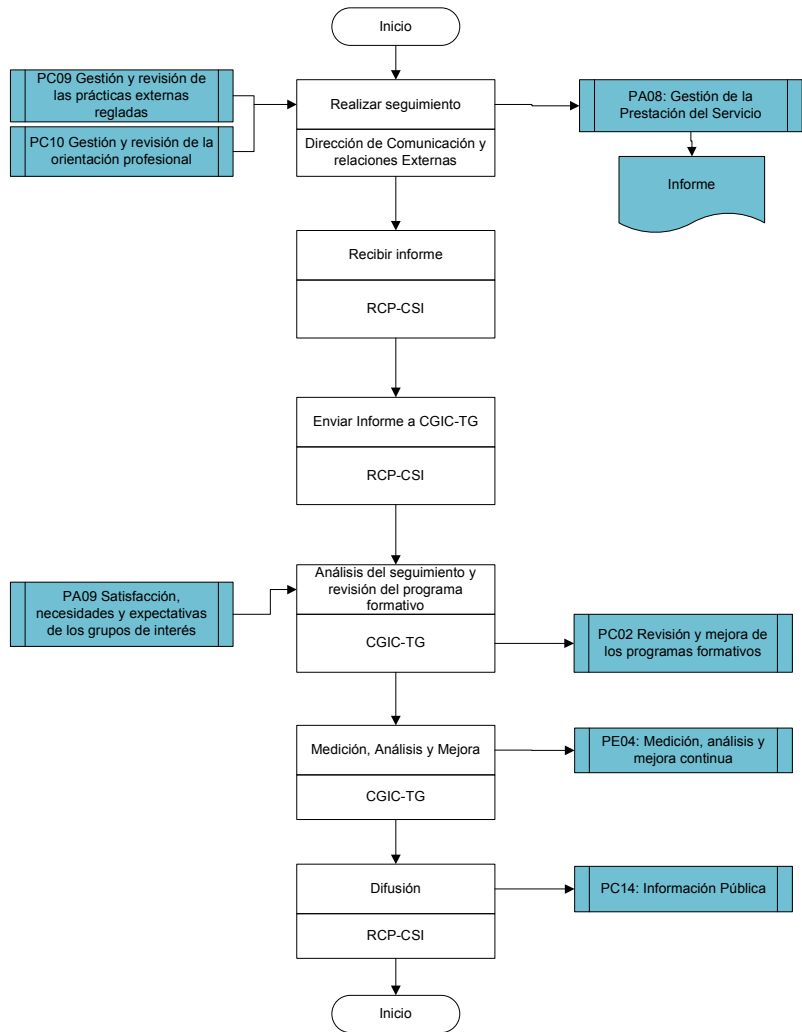 Inicio
PC09 Gestión y revisión de
las prácticas externas
regladas
PC10 Gestión y revisión de la
orientación profesional
Realizar seguimiento
Dirección de Comunicación y
relaciones Externas
PA08: Gestión de la
Prestación del Servicio
Informe
Recibir informe
RCP-CSI
Enviar Informe a CGIC-TG
RCP-CSI
PA09 Satisfacción,
necesidades y expectativas
de los grupos de interés
Análisis del seguimiento y
revisión del programa
formativo
CGIC-TG
PC02 Revisión y mejora de
los programas formativos
Medición, Análisis y Mejora
CGIC-TG
PE04: Medición, análisis y
mejora continua
Difusión
RCP-CSI
PC14: Información Pública
Inicio